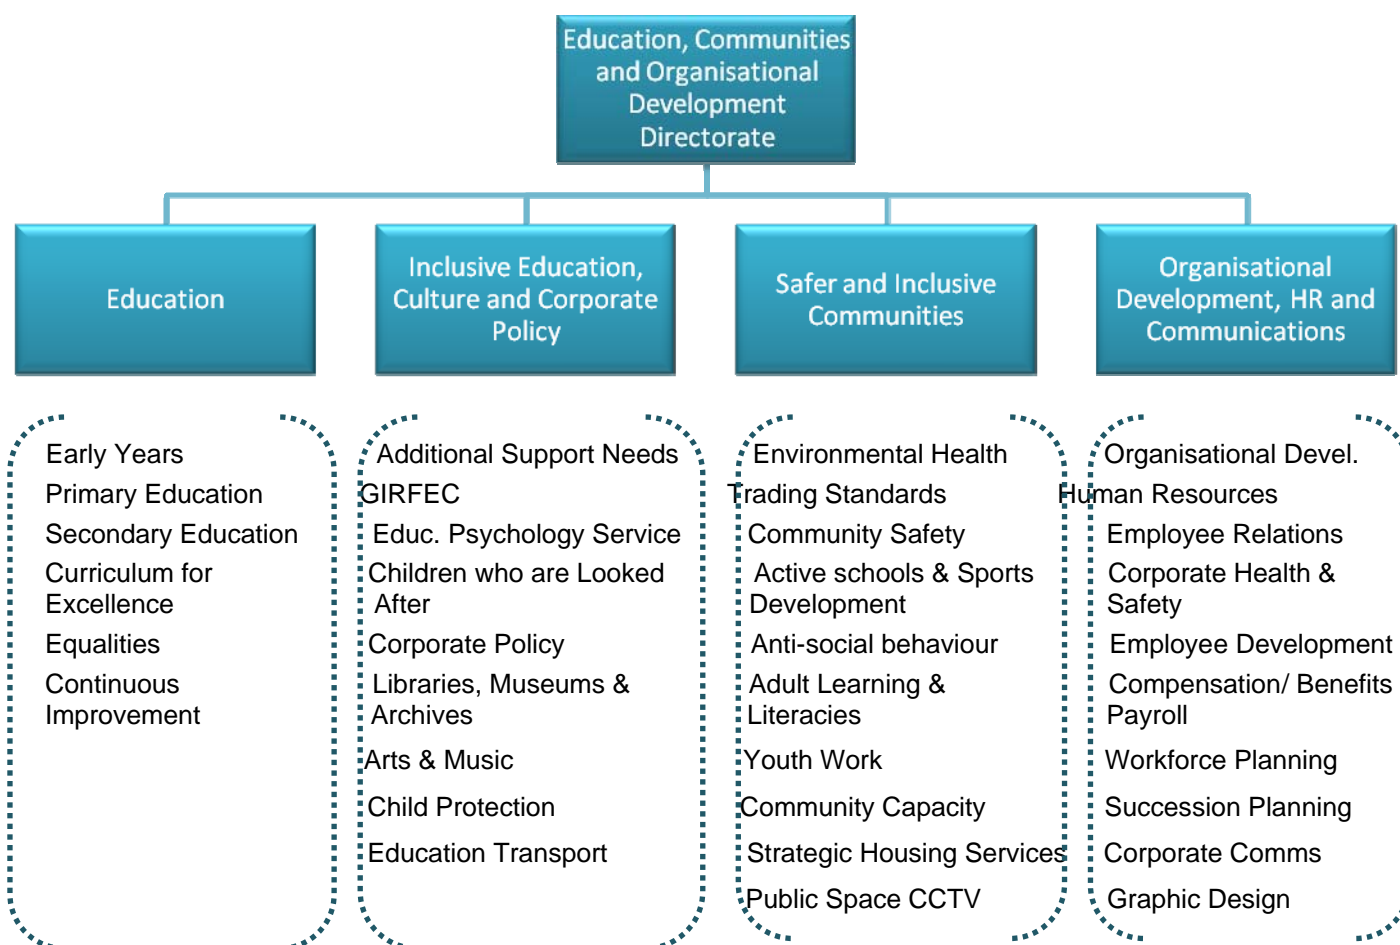 Education, Communities
and Organisational
Development
Directorate
Education
Inclusive Education,
Culture and Corporate
Policy
Safer and Inclusive
Communities
Organisational
Development, HR and
Communications
Early Years
Primary Education
Secondary Education
Curriculum for
Excellence
Equalities
Continuous
Improvement
Additional Support Needs
GIRFEC
Educ. Psychology Service
Children who are Looked
After
Corporate Policy
Libraries, Museums &
Archives
Arts & Music
Child Protection
Education Transport
Environmental Health
Trading Standards
Community Safety
Active schools & Sports
Development
Anti-social behaviour
Adult Learning &
Literacies
Youth Work
Community Capacity
Strategic Housing Services
Public Space CCTV
Organisational Devel.
Human Resources
Employee Relations
Corporate Health &
Safety
Employee Development
Compensation/ Benefits
Payroll
Workforce Planning
Succession Planning
Corporate Comms
Graphic Design